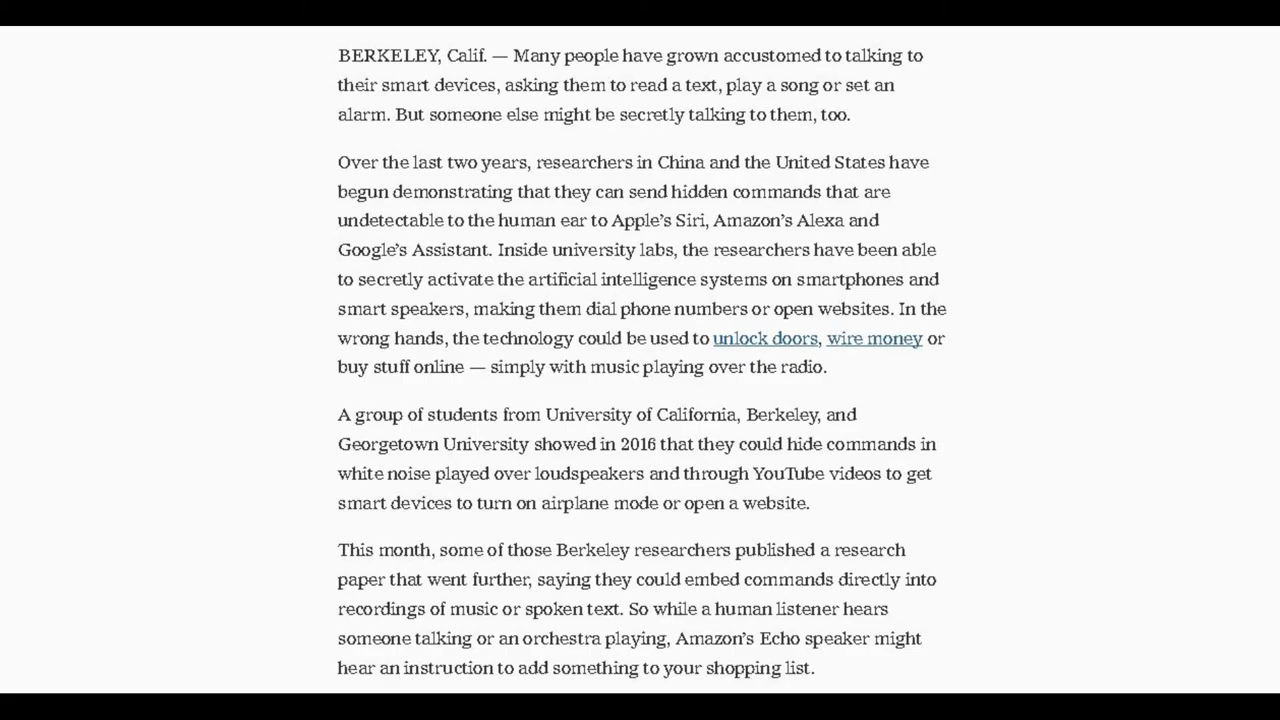 BERKELEY, Calif. — Many people have grown accustomed to talking to
their smart devices, asking them to read a text, play a song or set an
alarm. But someone else might be secretly talking to them, too.
Over the last two years, researchers in China and the United States have
begun demonstrating that they can send hidden commands that are
undetectable to the human ear to Apple’s Siri, Amazon’s Alexa and
Google’s Assistant. Inside university labs, the researchers have been able
to secretly activate the artificial intelligence systems on smartphones and
smart speakers, making them dial phone numbers or open websites. In the
wrong hands, the technology could be used to unlock doors, wire money or
buy stuff online — simply with music playing over the radio.
A group of students from University of California, Berkeley, and
Georgetown University showed in 2016 that they could hide commands in
white noise played over loudspeakers and through YouTube videos to get
smart devices to turn on airplane mode or open a website.
This month, some of those Berkeley researchers published a research
paper that went further, saying they could embed commands directly into
recordings of music or spoken text. So while a human listener hears
someone talking or an orchestra playing, Amazon’s Echo speaker might
hear an instruction to add something to your shopping list.